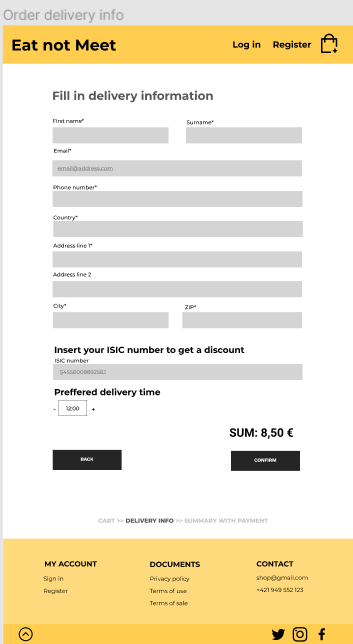 Order delivery info
Eat not Meet
Log in Register
Fill in delivery information
First name* Surname*
Email*
email@address.com
Phone number*
Country*
Address line 1*
Address line 2
City* ZIP*
Insert your ISIC number to get a discount
ISIC number
Preffered delivery time
- 12:00 +
SUM: 8,50 €
BACK CONFIRM
CART >> DELIVERY INFO >> SUMMARY WITH PAYMENT
MY ACCOUNT DOCUMENTS CONTACT
Sign in Privacy policy shop@gmail.com
Register Terms of use +421 949 552 123
Terms of sale